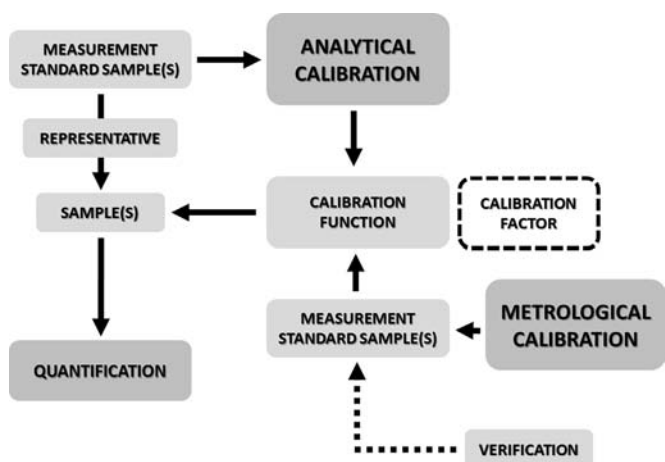 MEASUREMENT
STANDARD SAMPLE(S)
ANALYTICAL
CALIBRATION
REPRESENTATIVE
SAMPLE(S)
CALIBRATION
FUNCTION
CALIBRATION
FACTOR
MEASUREMENT
STANDARD SAMPLE(S)
METROLOGICAL
CALIBRATION
QUANTIFICATION
VERIFICATION